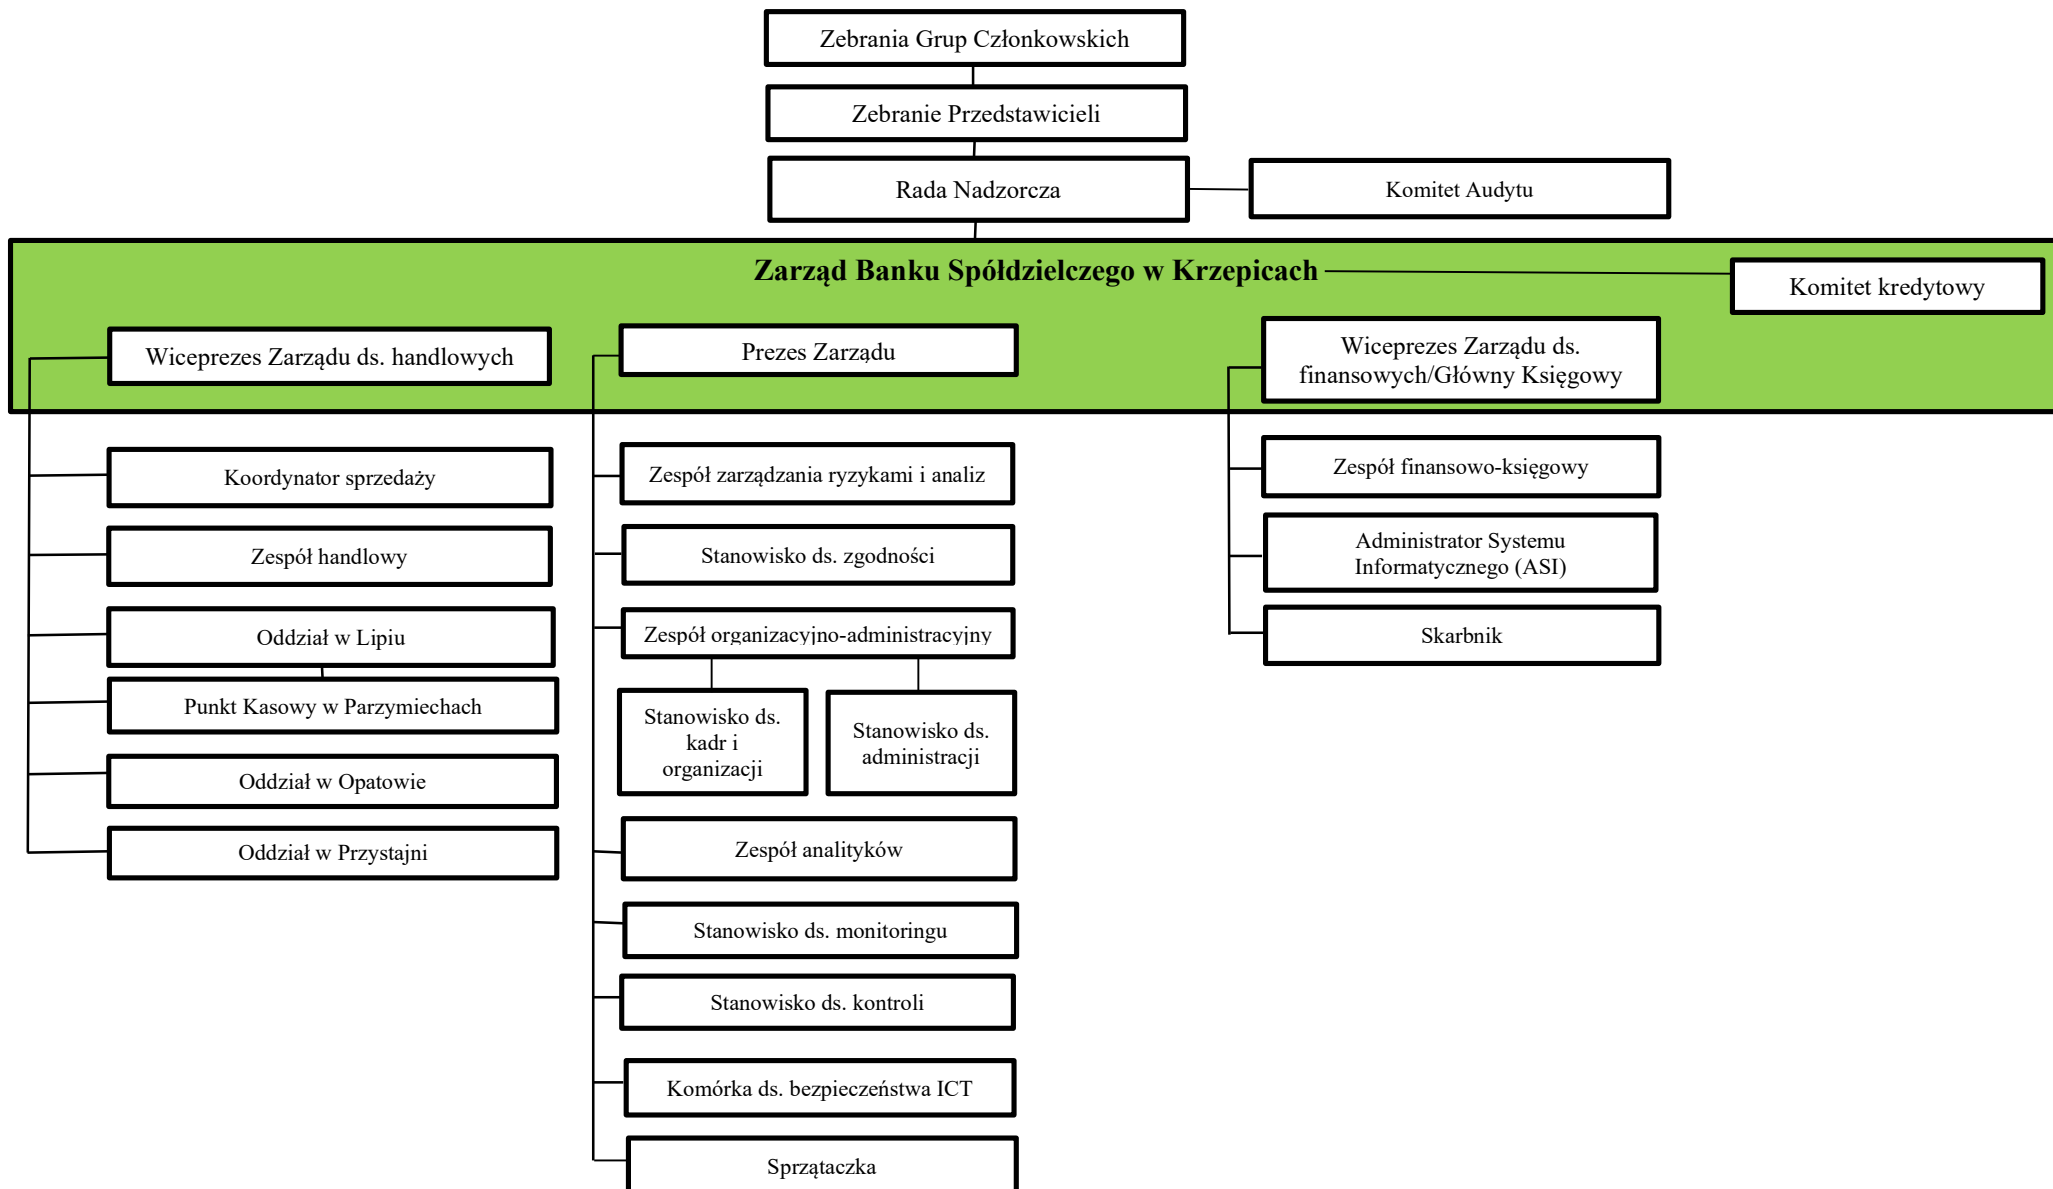 Zebrania Grup Członkowskich
Zebranie Przedstawicieli
Rada Nadzorcza
Komitet Audytu
Zarząd Banku Spółdzielczego w Krzepicach
Komitet kredytowy
Wiceprezes Zarządu ds. handlowych
Prezes Zarządu
Wiceprezes Zarządu ds.
finansowych/Główny Księgowy
Koordynator sprzedaży
Zespół handlowy
Oddział w Lipiu
Punkt Kasowy w Parzymiechach
Oddział w Opatowie
Oddział w Przystajni
Zespół zarządzania ryzykami i analiz
Stanowisko ds. zgodności
Zespół organizacyjno-administracyjny
Stanowisko ds.
kadr i
organizacji
Stanowisko ds.
administracji
Zespół analityków
Stanowisko ds. monitoringu
Stanowisko ds. kontroli
Komórka ds. bezpieczeństwa ICT
Sprzątaczka
Zespół finansowo-księgowy
Administrator Systemu
Informatycznego (ASI)
Skarbnik